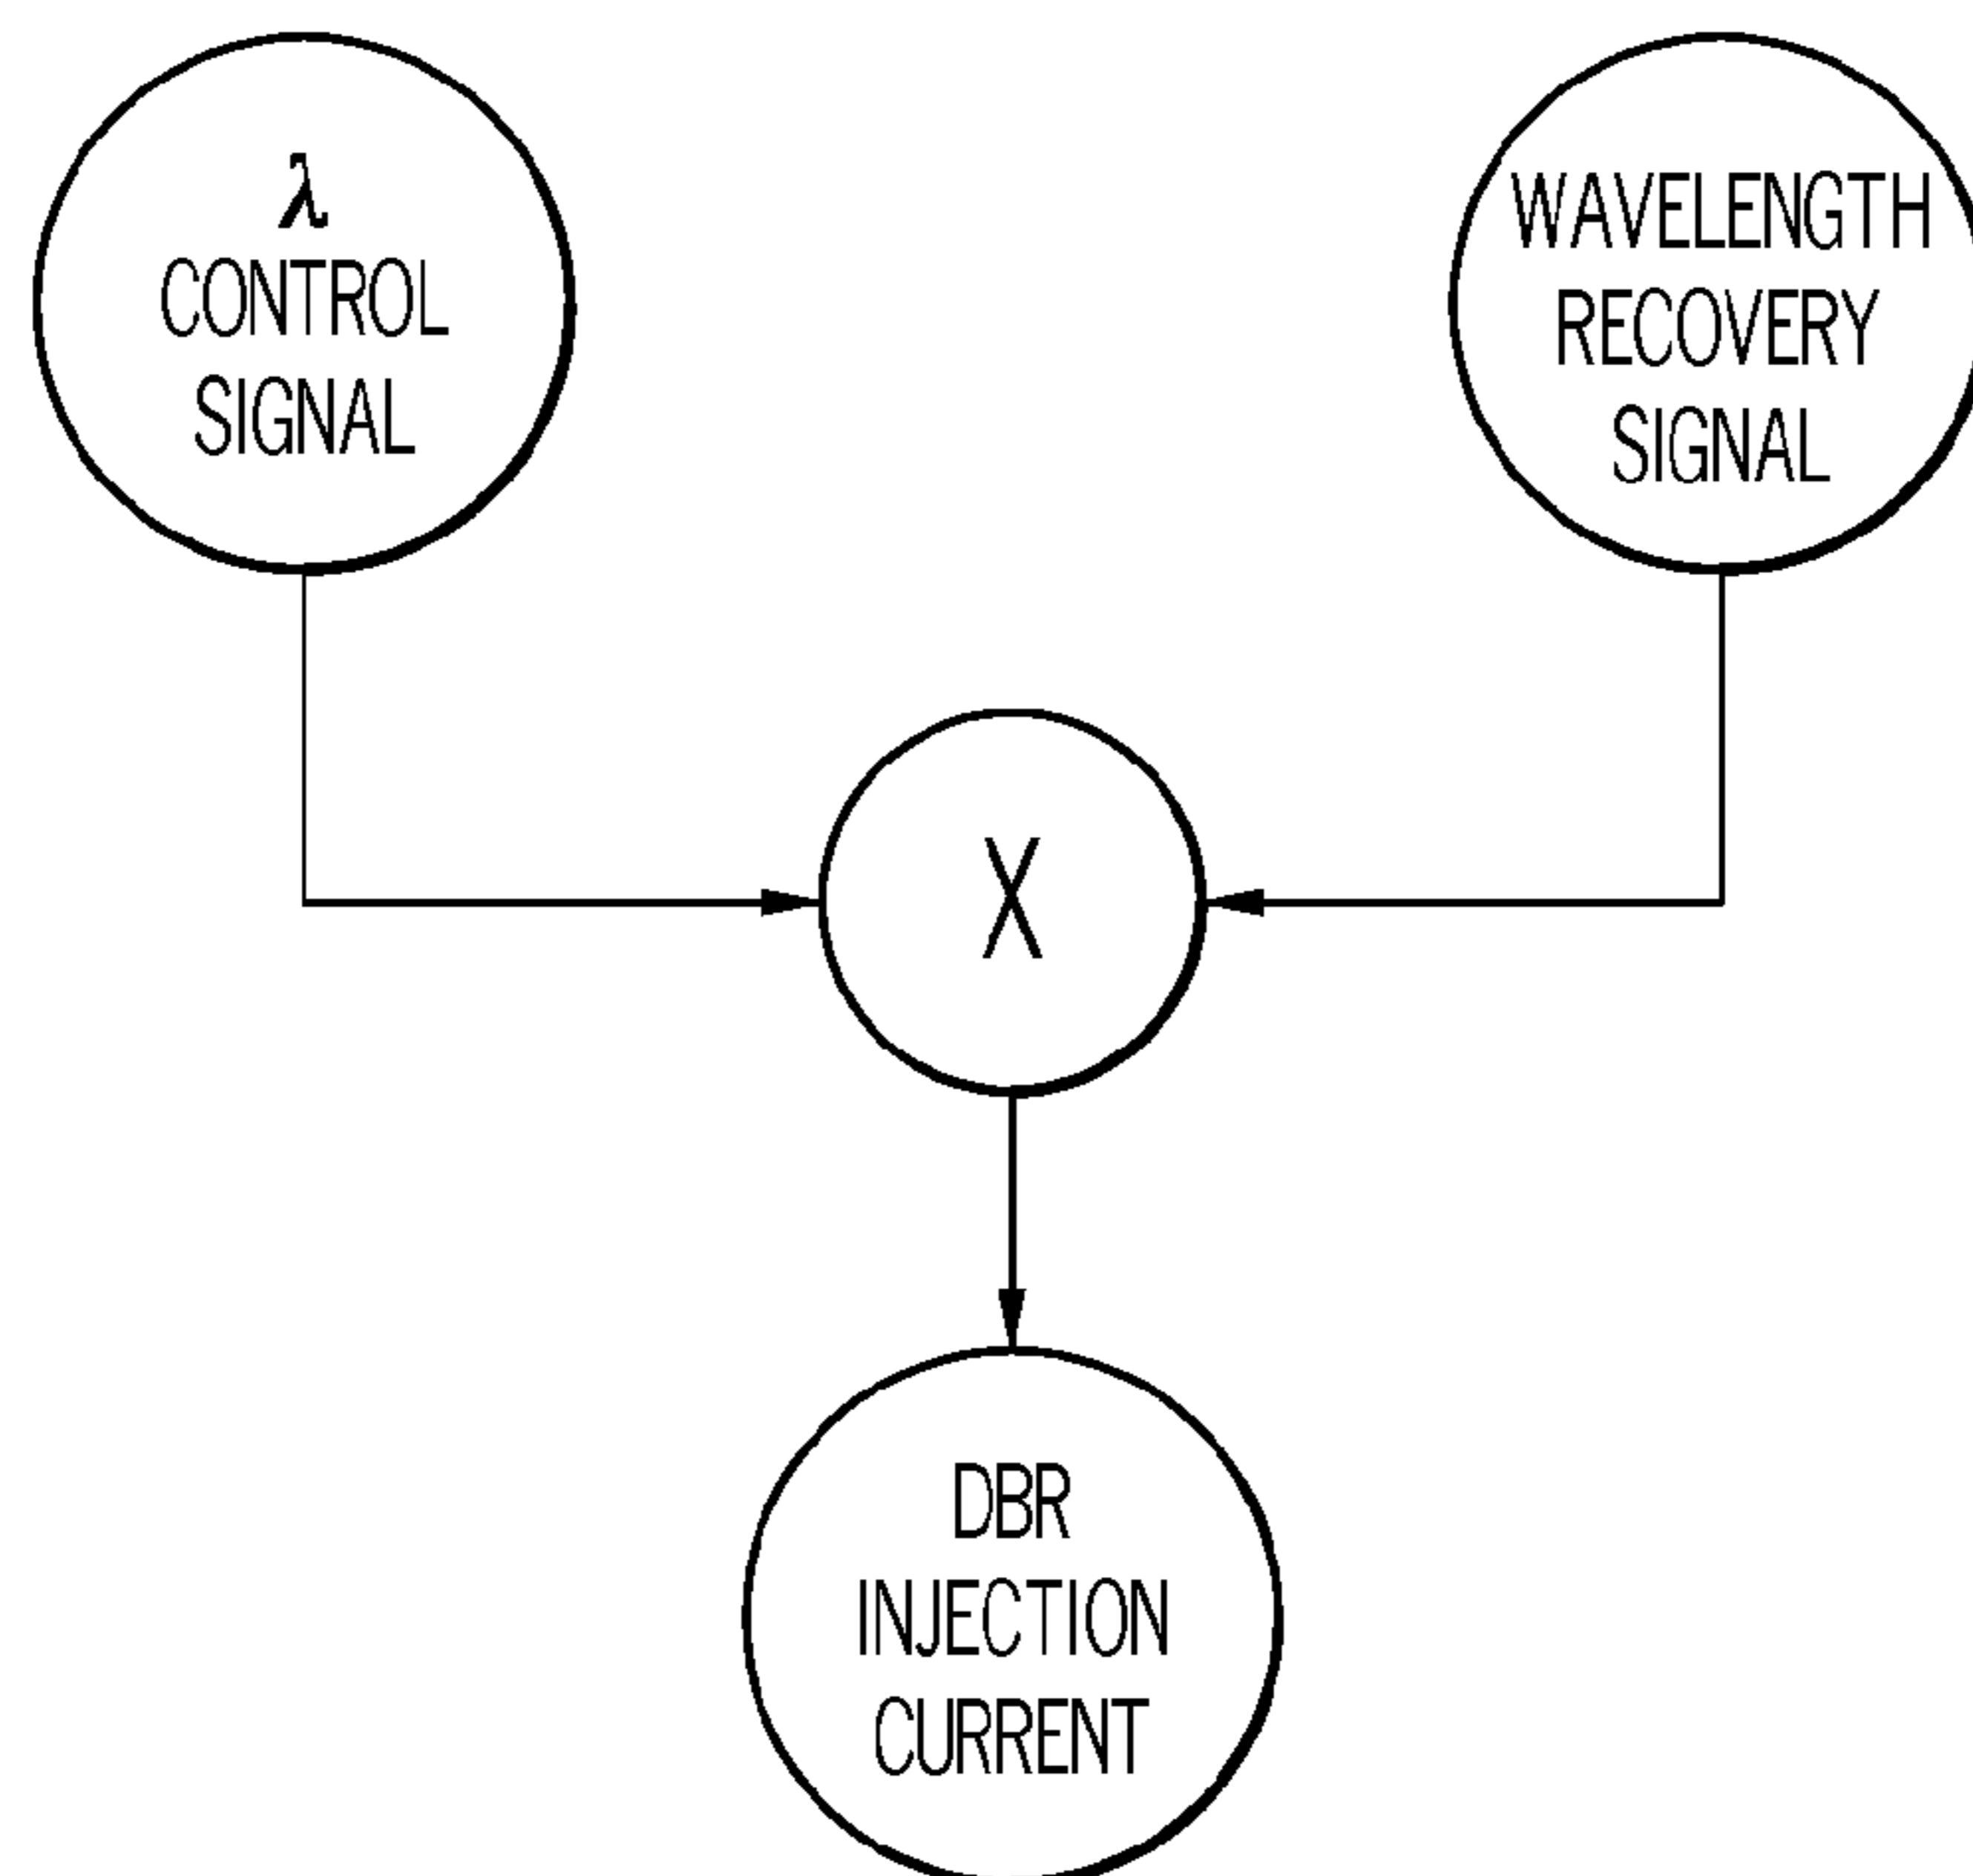 λ
CONTROL
SIGNAL
WAVELENGTH
RECOVERY
SIGNAL
X
DBR
INJECTION
CURRENT